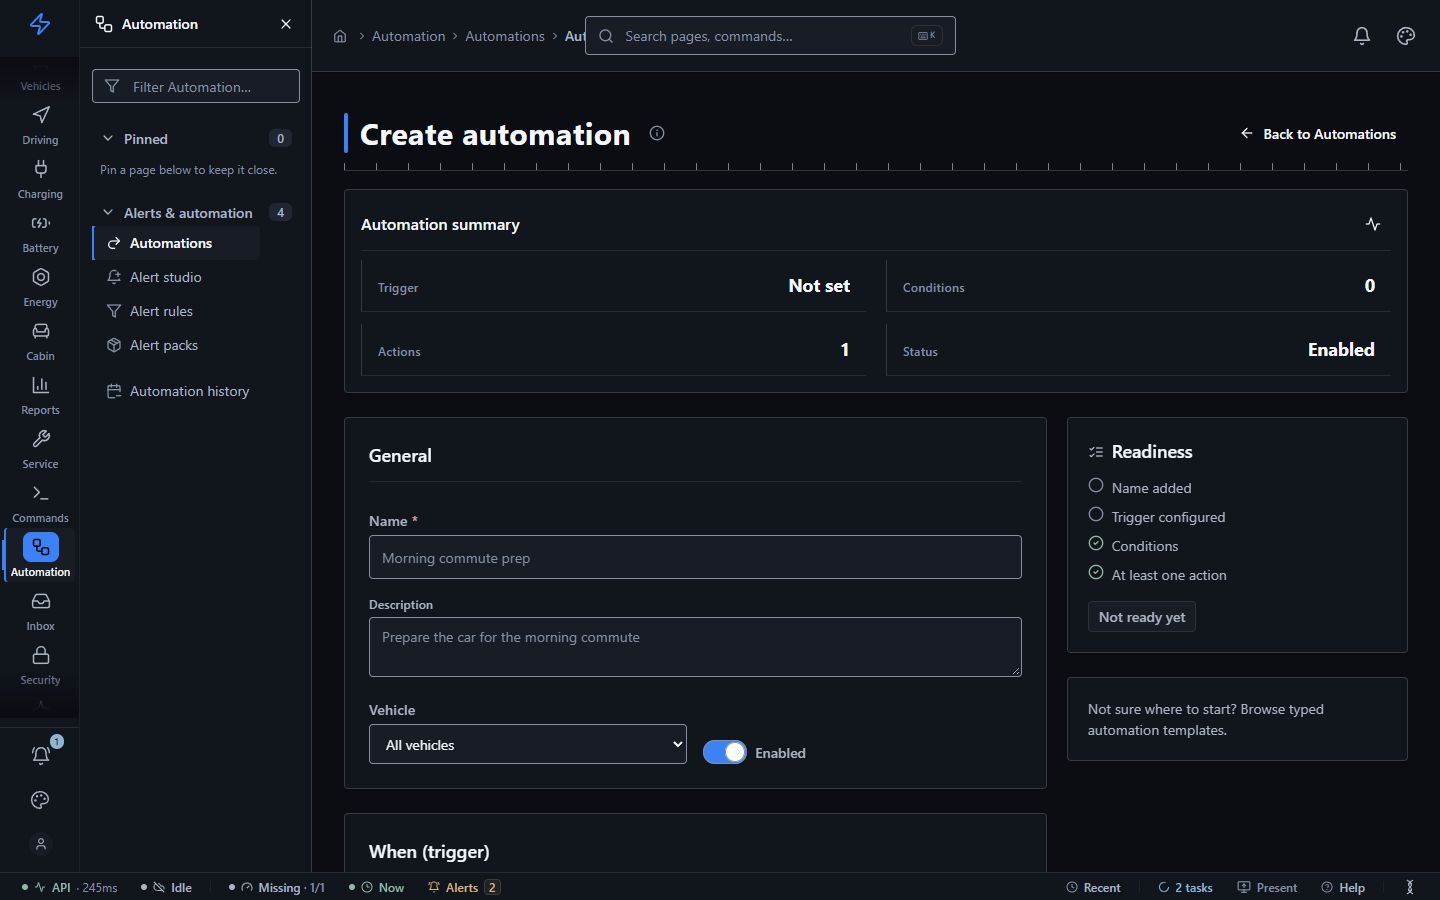 Automation
Automation
Automations
Aut
Search pages, commands...
K
Vehicles
Driving
Charging
Battery
Energy
Cabin
Reports
Service
Commands
Automation
Inbox
Security
1
Filter Automation...
Pinned
0
Pin a page below to keep it close.
Alerts & automation
4
Automations
Alert studio
Alert rules
Alert packs
Automation history
Create automation
Back to Automations
Automation summary
Trigger
Not set
Conditions
0
Actions
1
Status
Enabled
General
Name *
Morning commute prep
Description
Prepare the car for the morning commute
Vehicle
All vehicles
Enabled
When (trigger)
Readiness
Name added
Trigger configured
Conditions
At least one action
Not ready yet
Not sure where to start? Browse typed
automation templates.
API · 245ms
Idle
Missing · 1/1
Now
Alerts 2
Recent
2 tasks
Present
Help